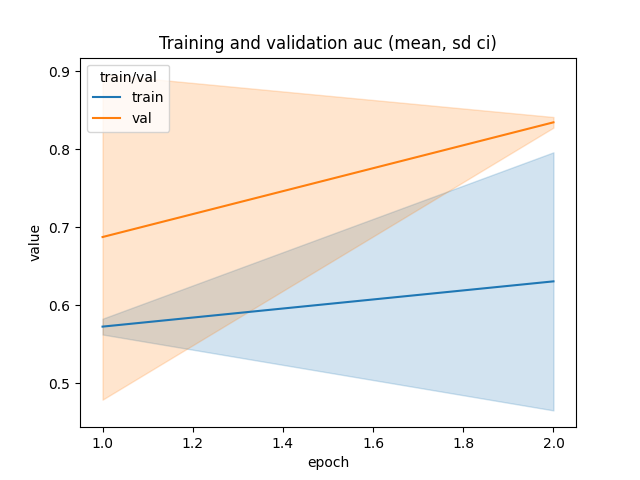 Training and validation auc (mean, sd ci)
train/val
train
val
value
0.9
0.8
0.7
0.6
0.5
1.0 1.2 1.4 1.6 1.8 2.0
epoch